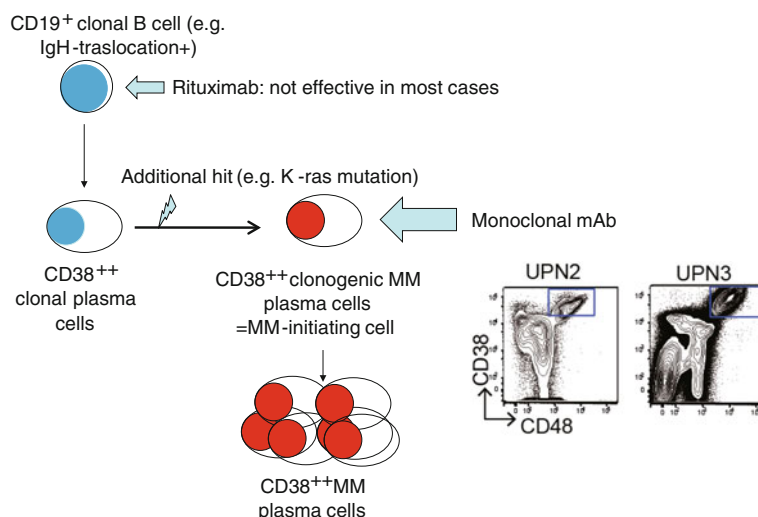 CD19+ clonal B cell (e.g.
IgH-traslocation+)
Rituximab: not effective in most cases
Additional hit (e.g. K-ras mutation)
Monoclonal mAb
CD38++
clonal plasma
cells
CD38++ clonogenic MM
plasma cells
=MM-initiating cell
CD38++MM
plasma cells
UPN2
UPN3
CD38
CD48